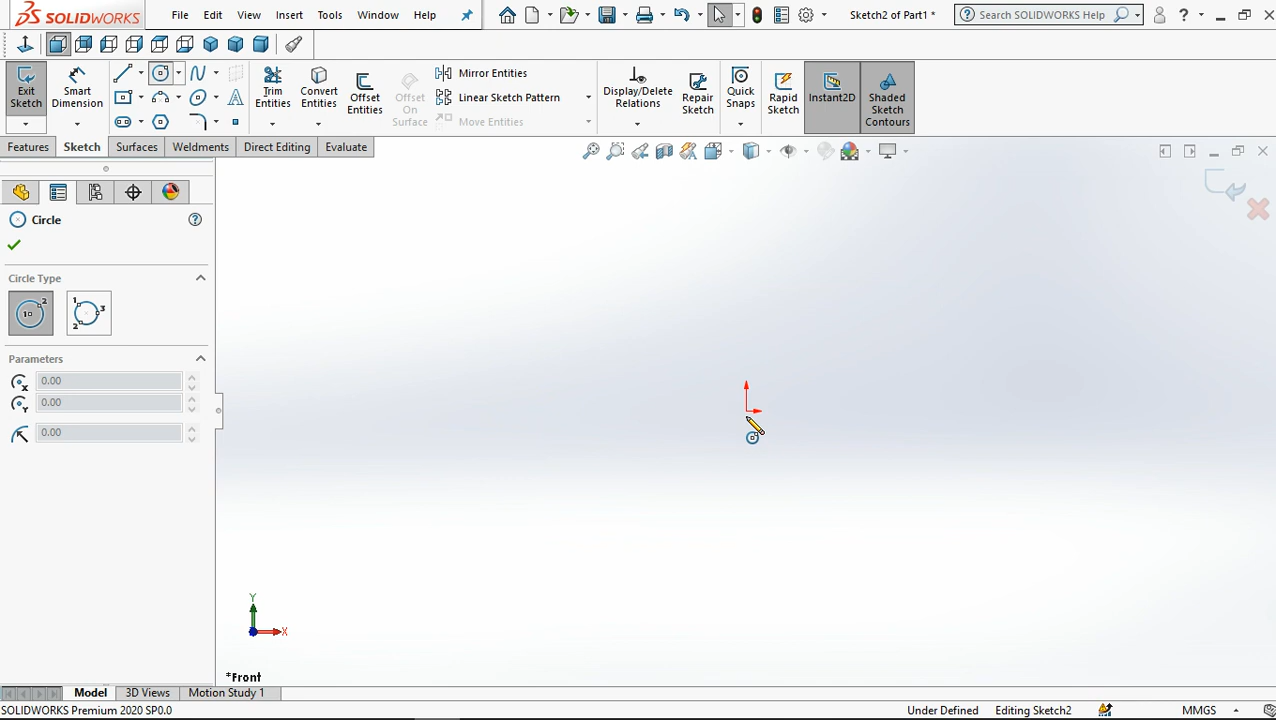 SOLIDWORKS File Edit View Insert Tools Window Help Sketch2 of Part1 * Search SOLIDWORKS Help ?
Exit Sketch
Smart Dimension
Trim Entities
Convert Entities
Offset Entities
Offset On Surface
Mirror Entities
Linear Sketch Pattern
Move Entities
Display/Delete Relations
Repair Sketch
Quick Snaps
Rapid Sketch
Instant2D
Shaded Sketch Contours
Features Sketch Surfaces Weldments Direct Editing Evaluate
Circle
Circle Type
Parameters
0.00
0.00
0.00
Y
X
*Front
Model 3D Views Motion Study 1
SOLIDWORKS Premium 2020 SP0.0 Under Defined Editing Sketch2 MMGS